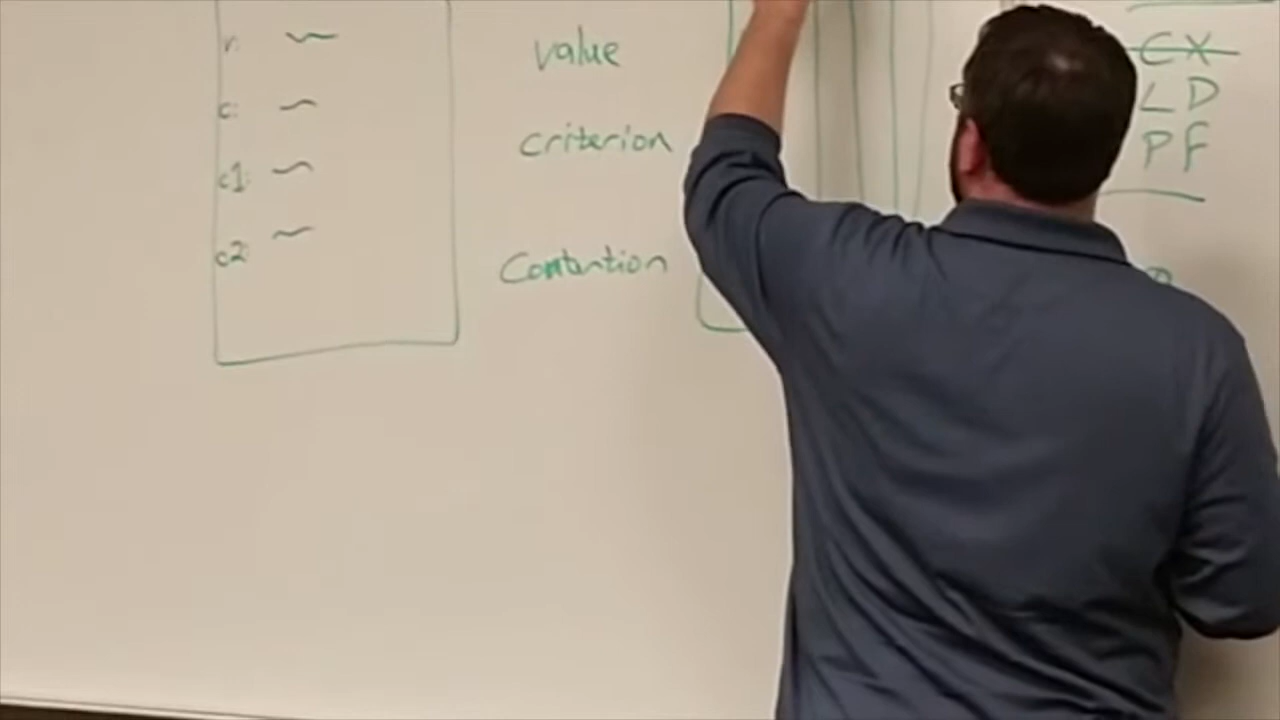 v:
c:
c1:
c2:
value
criterion
Contention
CX
LD
PF